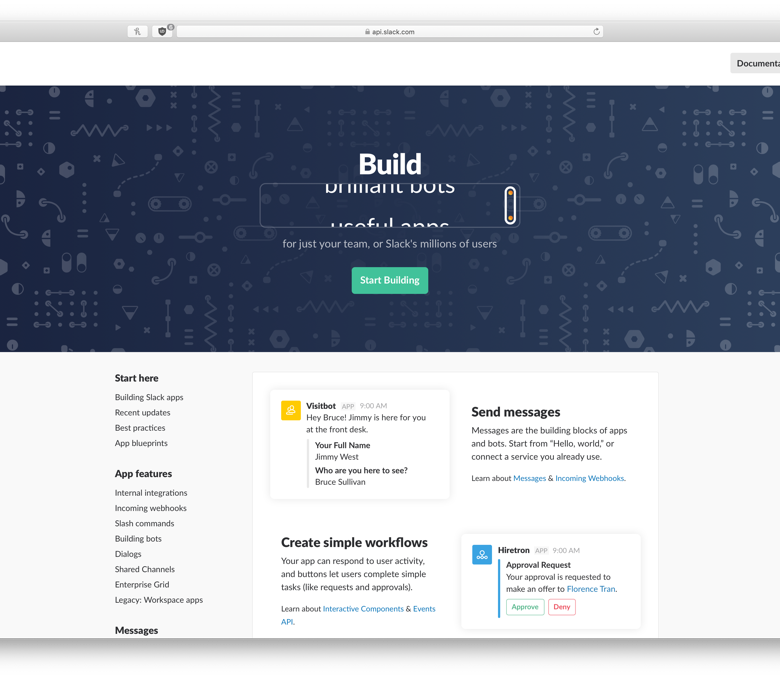 6
api.slack.com
Documenta
Build
brilliant bots
useful apps
for just your team, or Slack's millions of users
Start Building
Start here
Building Slack apps
Recent updates
Best practices
App blueprints
App features
Internal integrations
Incoming webhooks
Slash commands
Building bots
Dialogs
Shared Channels
Enterprise Grid
Legacy: Workspace apps
Messages
Visitbot APP 9:00 AM
Hey Bruce! Jimmy is here for you
at the front desk.
Your Full Name
Jimmy West
Who are you here to see?
Bruce Sullivan
Send messages
Messages are the building blocks of apps
and bots. Start from “Hello, world,” or
connect a service you already use.
Learn about Messages & Incoming Webhooks.
Create simple workflows
Your app can respond to user activity,
and buttons let users complete simple
tasks (like requests and approvals).
Learn about Interactive Components & Events
API.
Hiretron APP 9:00 AM
Approval Request
Your approval is requested to
make an offer to Florence Tran.
Approve
Deny